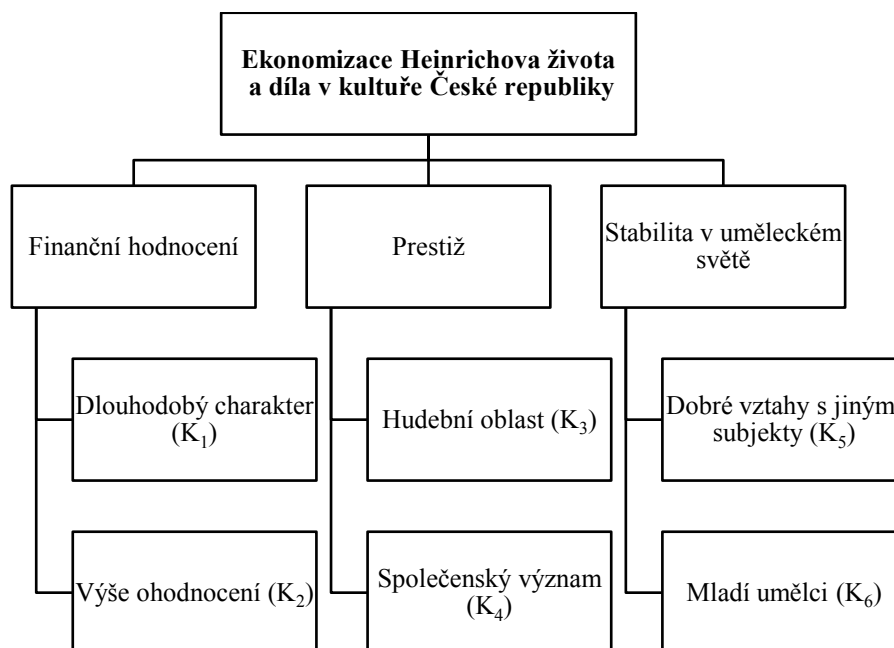 Ekonomizace Heinrichova života
a díla v kultuře České republiky
Finanční hodnocení
Prestiž
Stabilita v uměleckém
světě
Dlouhodobý charakter
(K₁)
Hudební oblast (K₃)
Dobré vztahy s jiným
subjekty (K₅)
Výše ohodnocení (K₂)
Společenský význam
(K₄)
Mladí umělci (K₆)